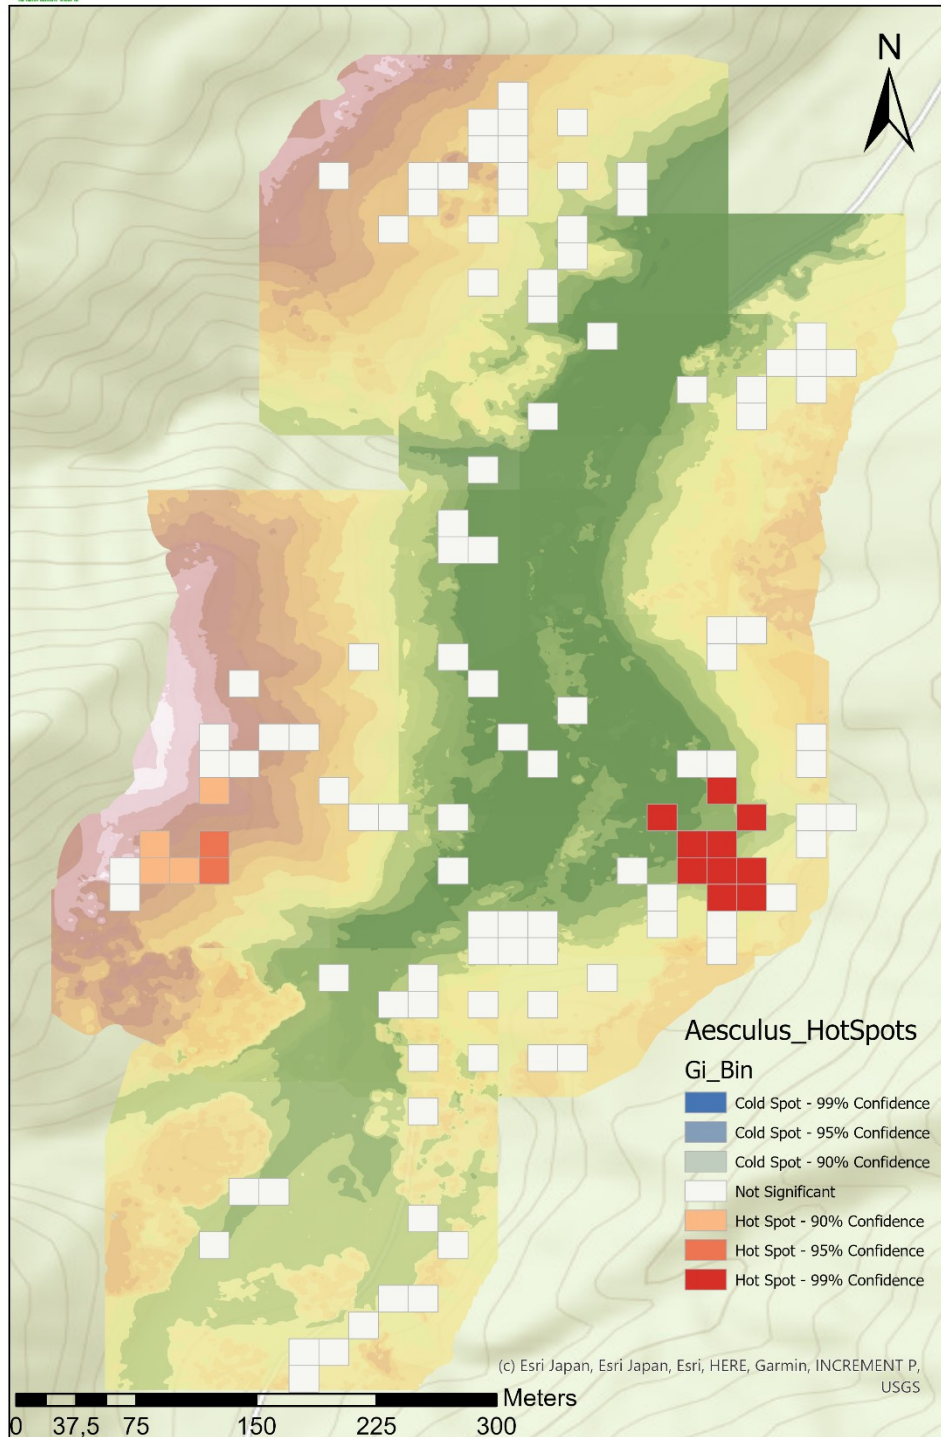 N
Aesculus_HotSpots
Gi_Bin
Cold Spot - 99% Confidence
Cold Spot - 95% Confidence
Cold Spot - 90% Confidence
Not Significant
Hot Spot - 90% Confidence
Hot Spot - 95% Confidence
Hot Spot - 99% Confidence
(c) Esri Japan, Esri Japan, Esri, HERE, Garmin, INCREMENT P,
USGS
Meters
0 37,5 75 150 225 300